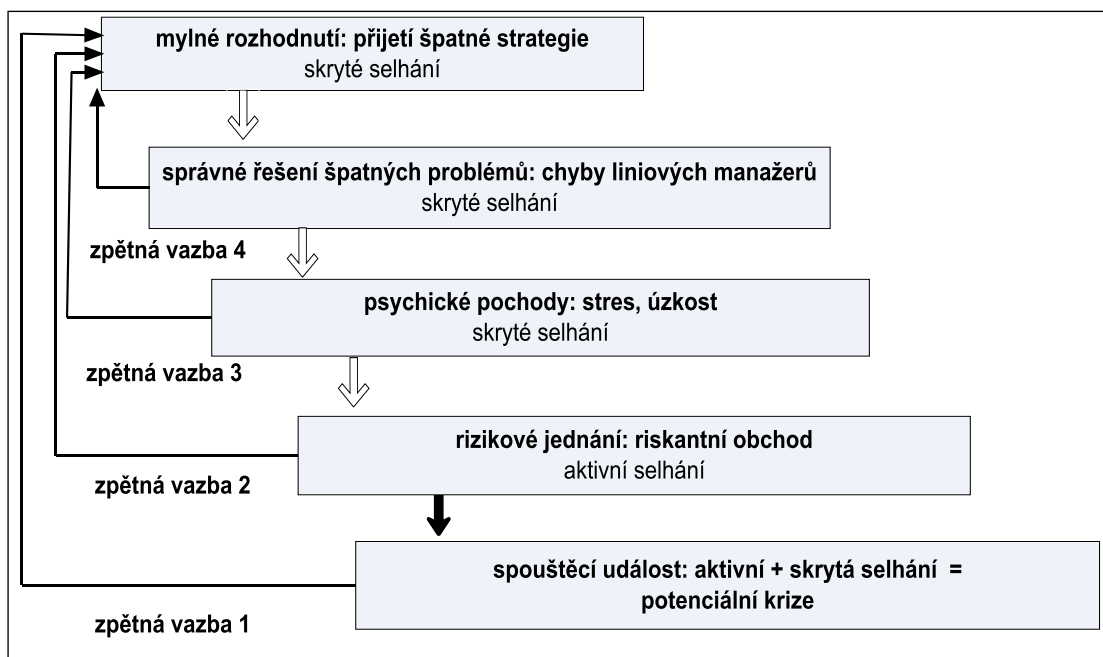 mylné rozhodnutí: přijetí špatné strategie
skryté selhání
správné řešení špatných problémů: chyby liniových manažerů
skryté selhání
zpětná vazba 4
psychické pochody: stres, úzkost
skryté selhání
zpětná vazba 3
rizikové jednání: riskantní obchod
aktivní selhání
zpětná vazba 2
spouštěcí událost: aktivní + skrytá selhání =
potenciální krize
zpětná vazba 1